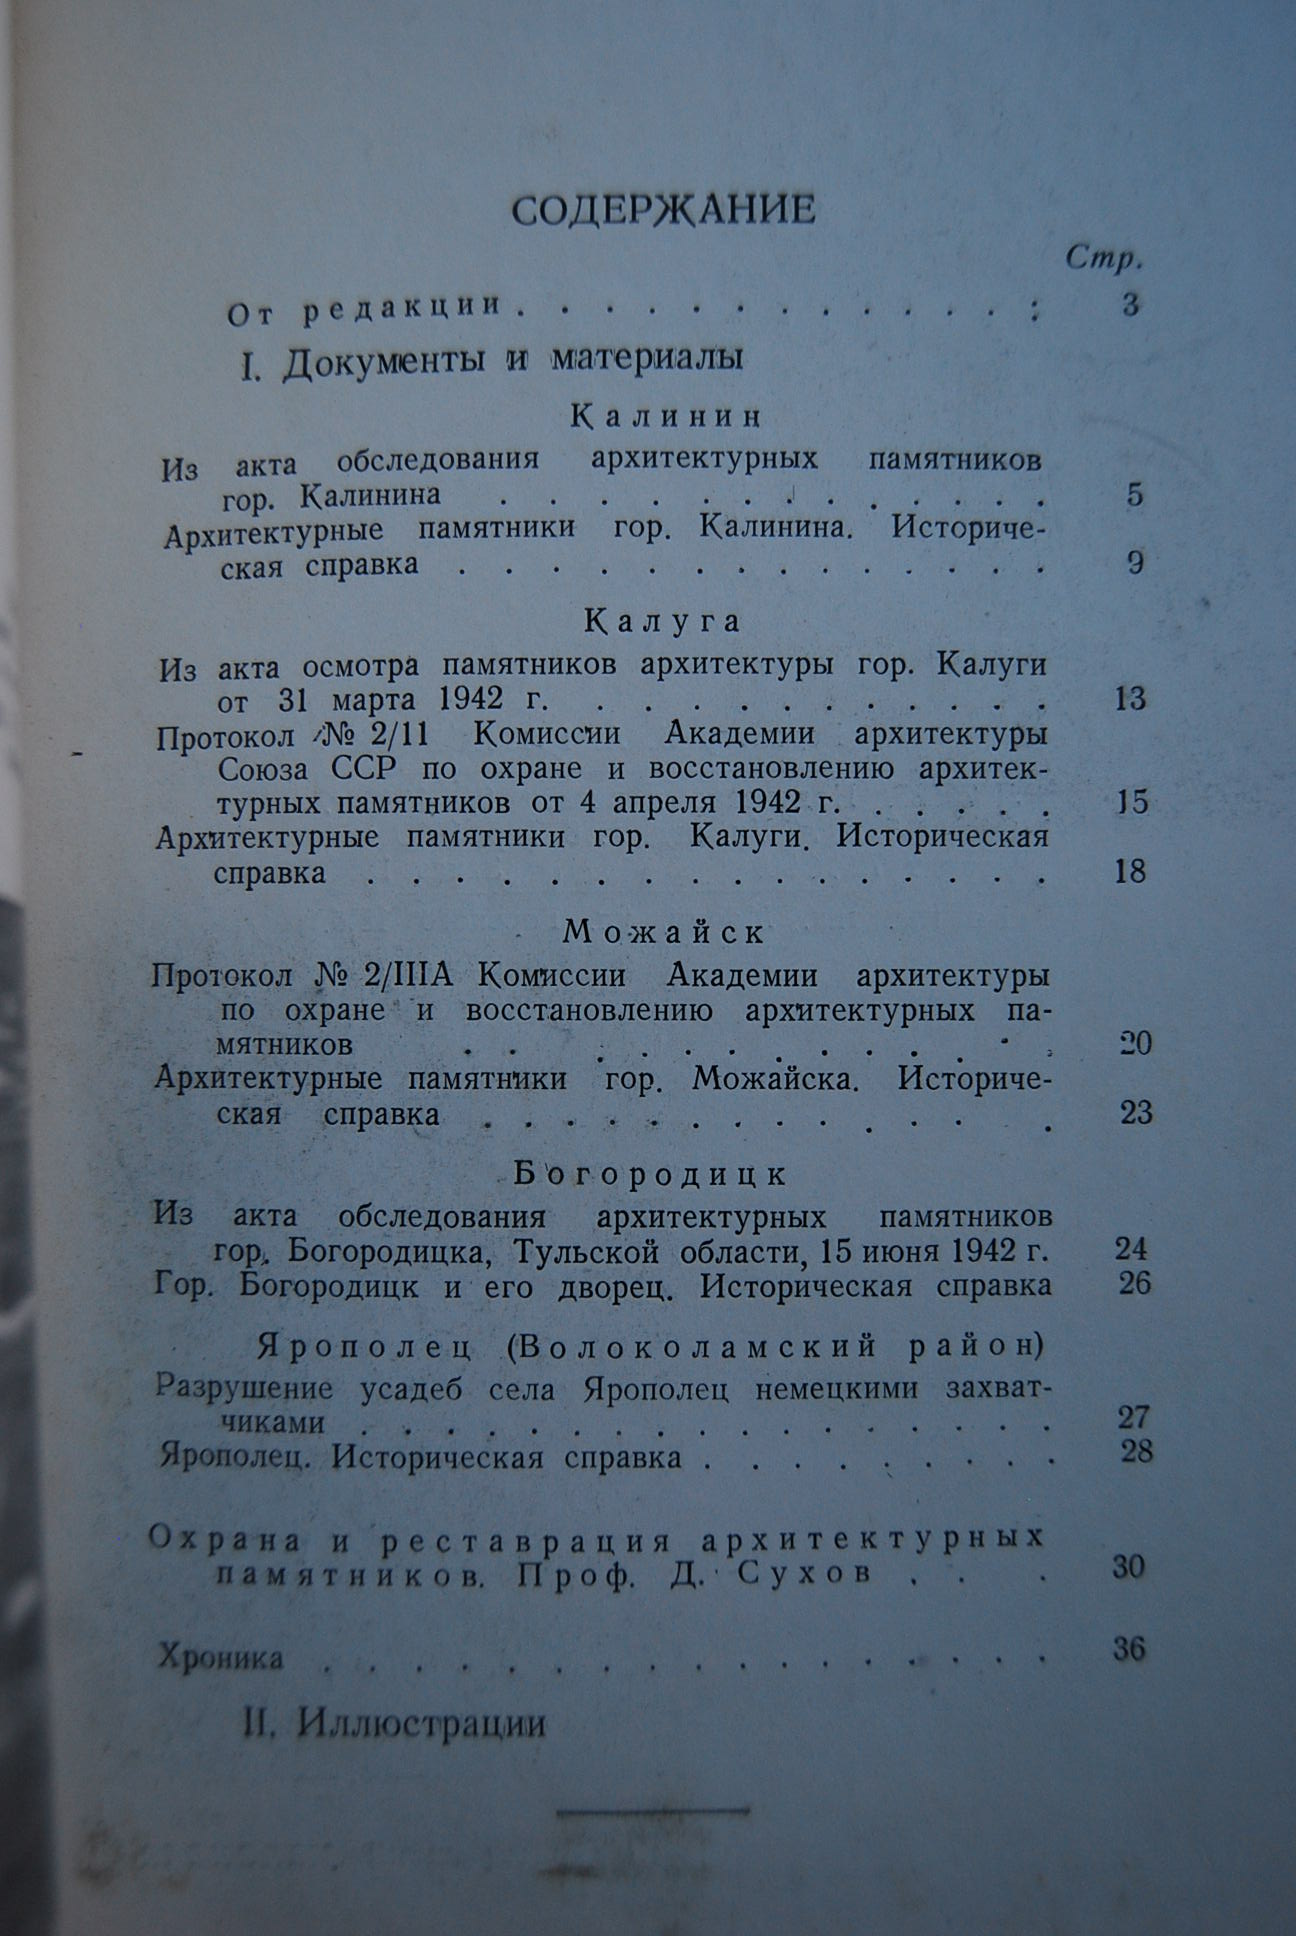 СОДЕРЖАНИЕ
Стр.
От редакции . . . . . . . . . . . . 3
I. Документы и материалы
Калинин
Из акта обследования архитектурных памятников
гор. Калинина . . . . . . . . . . . . 5
Архитектурные памятники гор. Калинина. Историче-
ская справка . . . . . . . . . . . . . 9
Калуга
Из акта осмотра памятников архитектуры гор. Калуги
от 31 марта 1942 г. . . . . . . . . . . 13
Протокол № 2/11 Комиссии Академии архитектуры
Союза ССР по охране и восстановлению архитек-
турных памятников от 4 апреля 1942 г. . . . . . 15
Архитектурные памятники гор. Калуги. Историческая
справка . . . . . . . . . . . . . . . 18
Можайск
Протокол № 2/IIIА Комиссии Академии архитектуры
по охране и восстановлению архитектурных па-
мятников . . . . . . . . . . . . . 20
Архитектурные памятники гор. Можайска. Историче-
ская справка . . . . . . . . . . . . . 23
Богородицк
Из акта обследования архитектурных памятников
гор. Богородицка, Тульской области, 15 июня 1942 г. 24
Гор. Богородицк и его дворец. Историческая справка 26
Ярополец (Волоколамский район)
Разрушение усадеб села Ярополец немецкими захват-
чиками . . . . . . . . . . . . . . . 27
Ярополец. Историческая справка . . . . . . . . . 28
Охрана и реставрация архитектурных
памятников. Проф. Д. Сухов . . . 30
Хроника . . . . . . . . . . . . . . . . 36
II. Иллюстрации